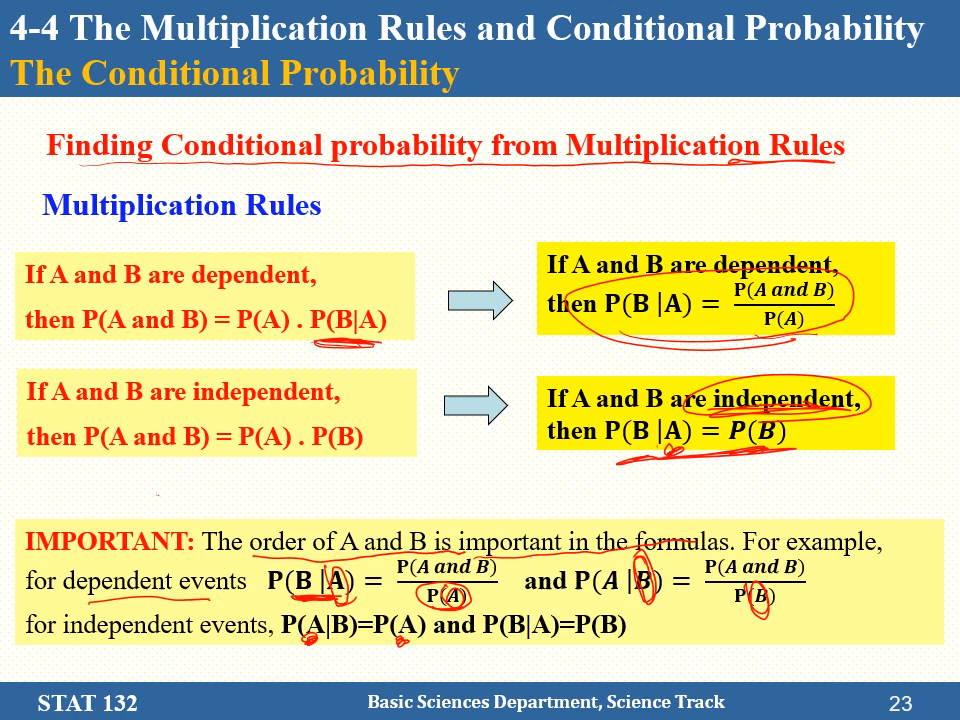 4-4 The Multiplication Rules and Conditional Probability
The Conditional Probability
Finding Conditional probability from Multiplication Rules
Multiplication Rules
If A and B are dependent,
then P(A and B) = P(A) . P(B|A)
If A and B are dependent,
then P(B |A) = P(A and B) / P(A)
If A and B are independent,
then P(A and B) = P(A) . P(B)
If A and B are independent,
then P(B |A) = P(B)
IMPORTANT: The order of A and B is important in the formulas. For example,
for dependent events P(B |A) = P(A and B) / P(A) and P(A |B) = P(A and B) / P(B)
for independent events, P(A|B)=P(A) and P(B|A)=P(B)
STAT 132
Basic Sciences Department, Science Track
23